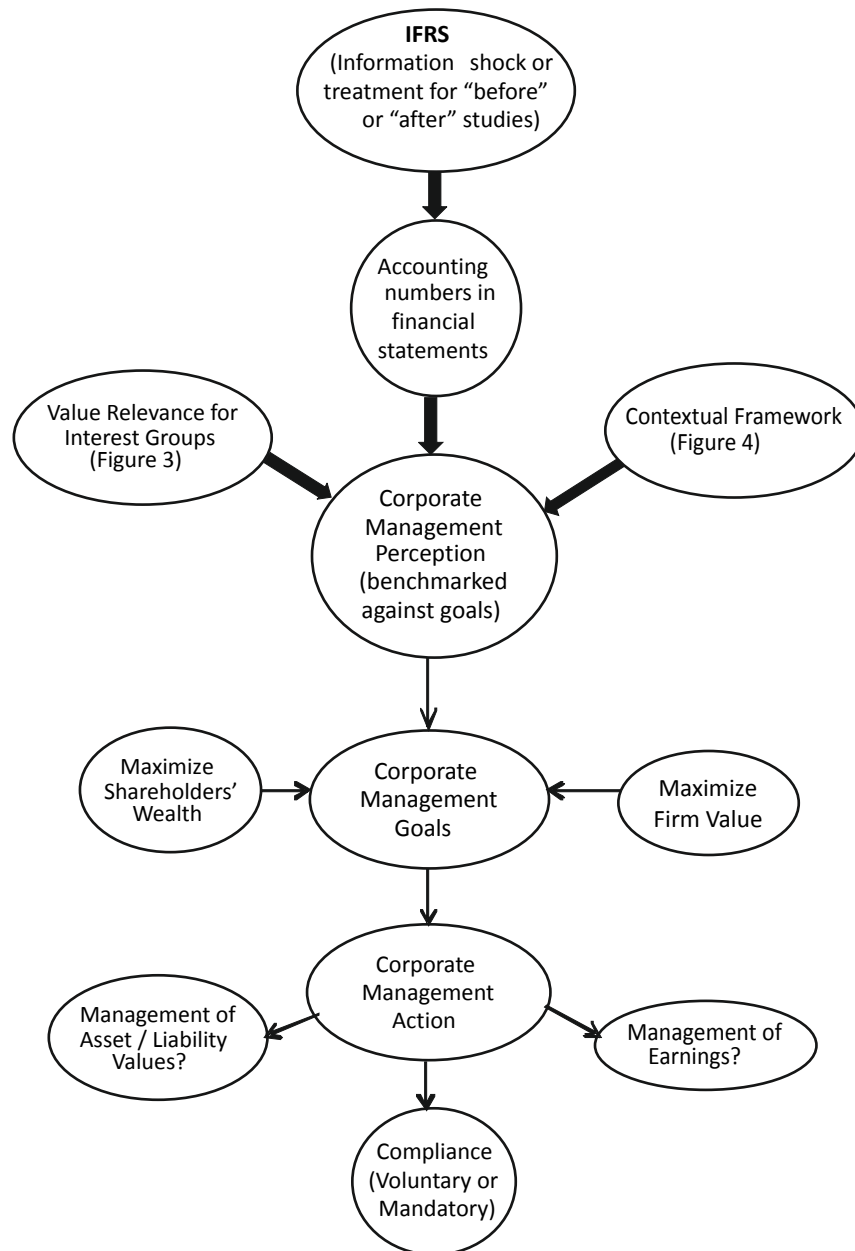 IFRS
(Information shock or
treatment for “before”
or “after” studies)
Accounting
numbers in
financial
statements
Value Relevance for
Interest Groups
(Figure 3)
Contextual Framework
(Figure 4)
Corporate
Management
Perception
(benchmarked
against goals)
Maximize
Shareholders’
Wealth
Corporate
Management
Goals
Maximize
Firm Value
Corporate
Management
Action
Management of
Asset / Liability
Values?
Management of
Earnings?
Compliance
(Voluntary or
Mandatory)